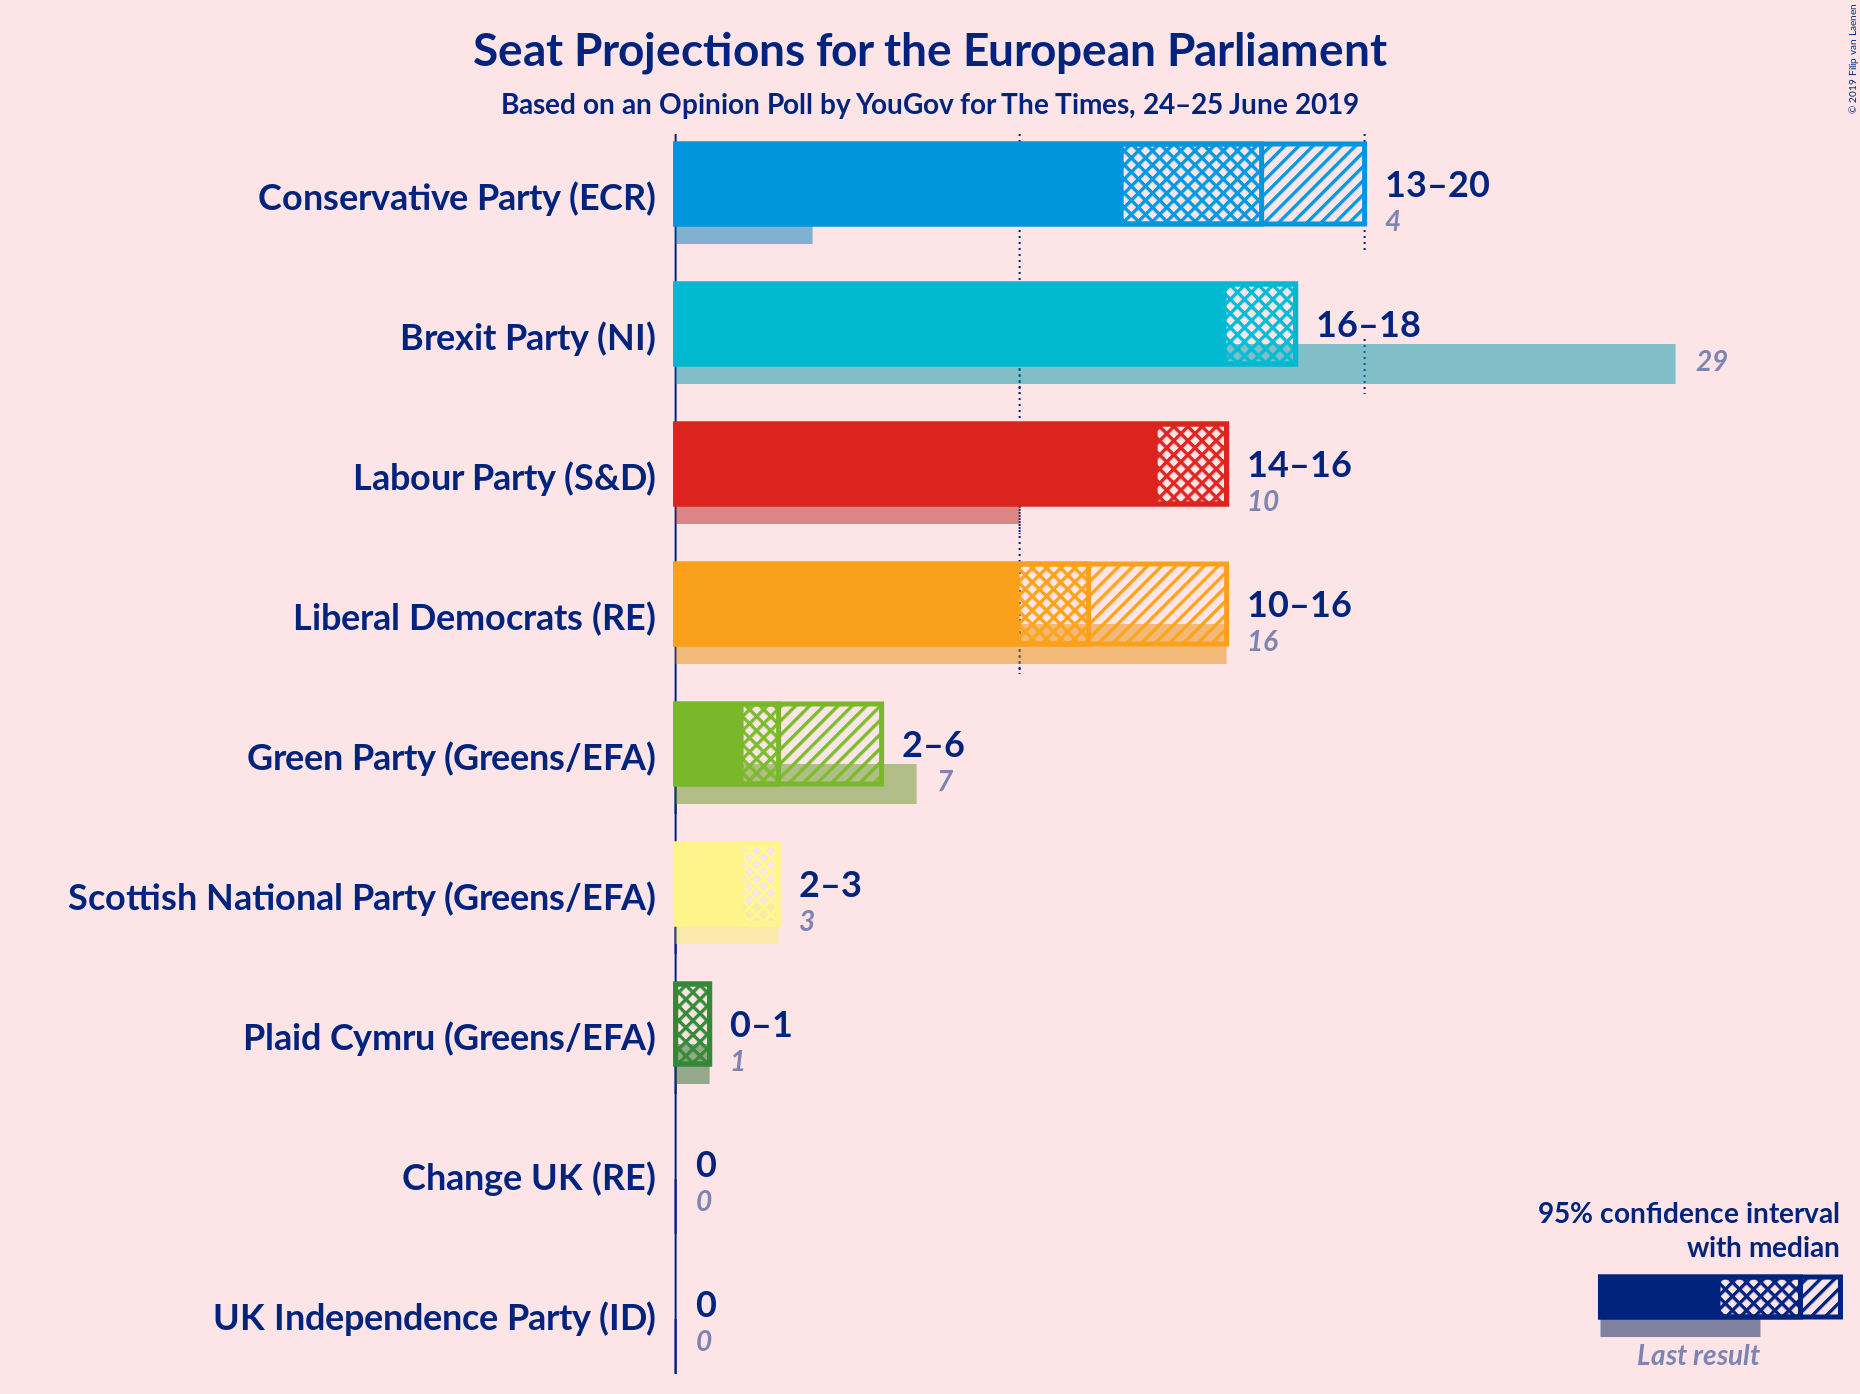 Seat Projections for the European Parliament
Based on an Opinion Poll by YouGov for The Times, 24–25 June 2019
© 2019 Filip van Laenen
Conservative Party (ECR)
13–20
4
Brexit Party (NI)
16–18
29
Labour Party (S&D)
14–16
10
Liberal Democrats (RE)
10–16
16
Green Party (Greens/EFA)
2–6
7
Scottish National Party (Greens/EFA)
2–3
3
Plaid Cymru (Greens/EFA)
0–1
1
Change UK (RE)
0
0
UK Independence Party (ID)
0
0
95% confidence interval
with median
Last result